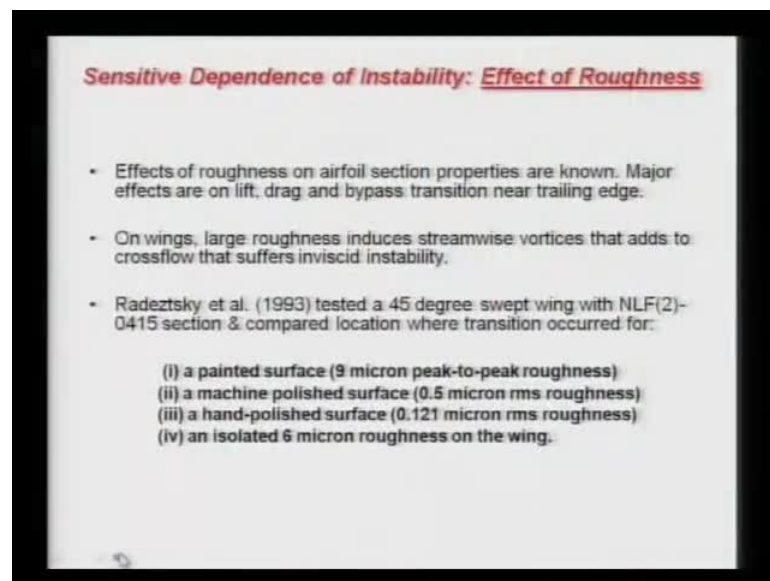 Sensitive Dependence of Instability: Effect of Roughness
• Effects of roughness on airfoil section properties are known. Major
effects are on lift, drag and bypass transition near trailing edge.
• On wings, large roughness induces streamwise vortices that adds to
crossflow that suffers inviscid instability.
• Radeztsky et al. (1993) tested a 45 degree swept wing with NLF(2)-
0415 section & compared location where transition occurred for:
(i) a painted surface (9 micron peak-to-peak roughness)
(ii) a machine polished surface (0.5 micron rms roughness)
(iii) a hand-polished surface (0.121 micron rms roughness)
(iv) an isolated 6 micron roughness on the wing.